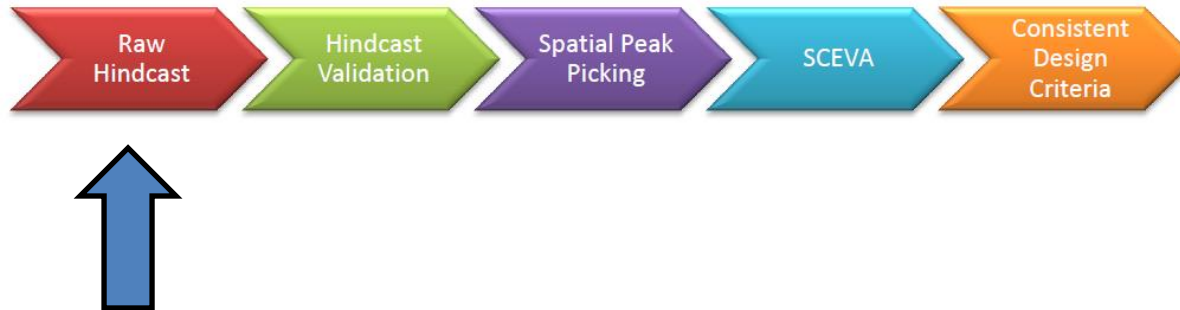 Raw
Hindcast
Hindcast
Validation
Spatial Peak
Picking
SCEVA
Consistent
Design
Criteria